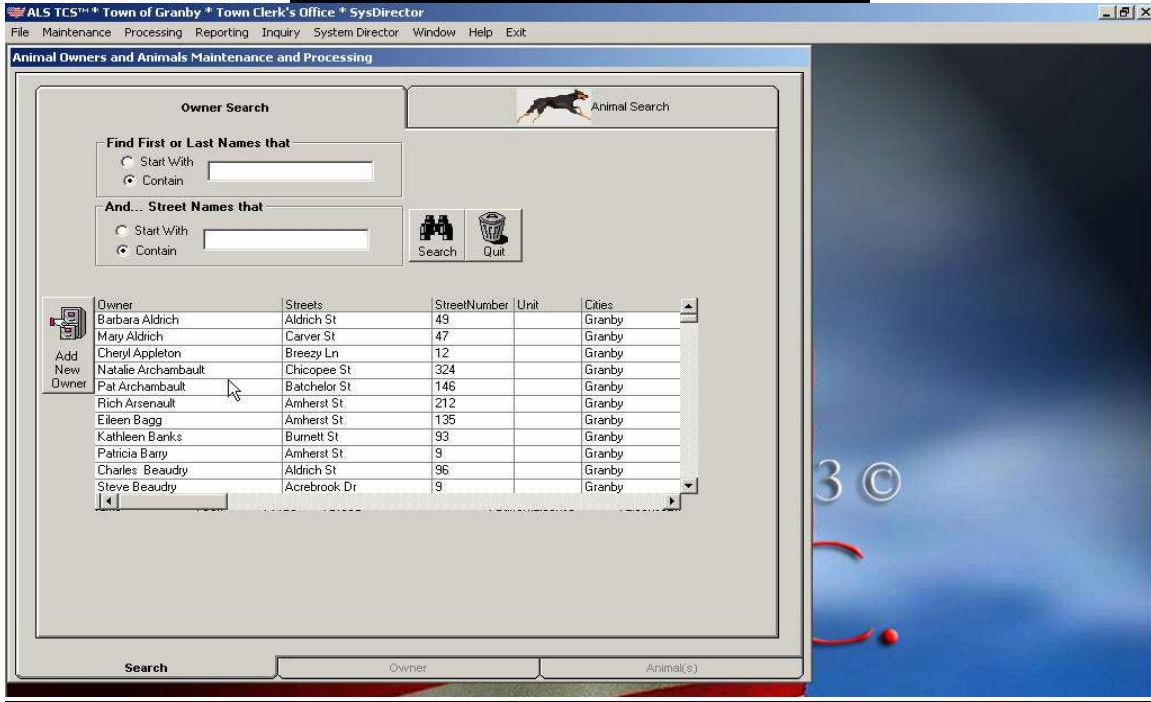 ALS TCS™* Town of Granby * Town Clerk's Office * SysDirector
File Maintenance Processing Reporting Inquiry System Director Window Help Exit
Animal Owners and Animals Maintenance and Processing
Owner Search
Animal Search
Find First or Last Names that
Start With
Contain
And... Street Names that
Start With
Contain
Search
Quit
Add
New
Owner
Owner Streets StreetNumber Unit Cities
Barbara Aldrich Aldrich St 49 Granby
Mary Aldrich Carver St 47 Granby
Cheryl Appleton Breezy Ln 12 Granby
Natalie Archambault Chicopee St 324 Granby
Pat Archambault Batchelor St 146 Granby
Rich Arsenault Amherst St. 212 Granby
Eileen Bagg Amherst St. 135 Granby
Kathleen Banks Burnett St 93 Granby
Patricia Barry Amherst St. 9 Granby
Charles Beaudry Aldrich St 96 Granby
Steve Beaudry Acrebrook Dr 9 Granby
3 ©
C.
Search
Owner
Animal(s)